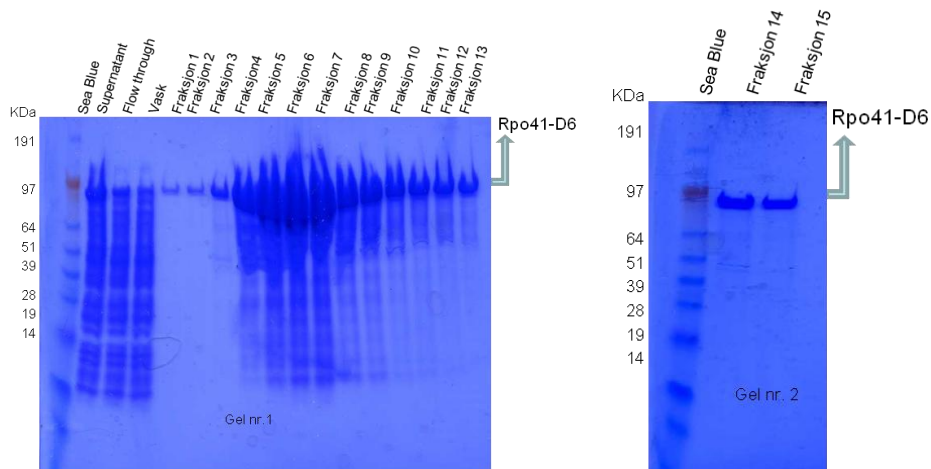 KDa
Sea Blue
Supernatant
Flow through
Vask
Fraksjon 1
Fraksjon 2
Fraksjon 3
Fraksjon4
Fraksjon 5
Fraksjon 6
Fraksjon 7
Fraksjon 8
Fraksjon 9
Fraksjon 10
Fraksjon 11
Fraksjon 12
Fraksjon 13
Rpo41-D6
191
97
64
51
39
28
19
14
Gel nr.1
KDa
Sea Blue
Fraksjon 14
Fraksjon 15
Rpo41-D6
191
97
64
51
39
28
19
14
Gel nr. 2